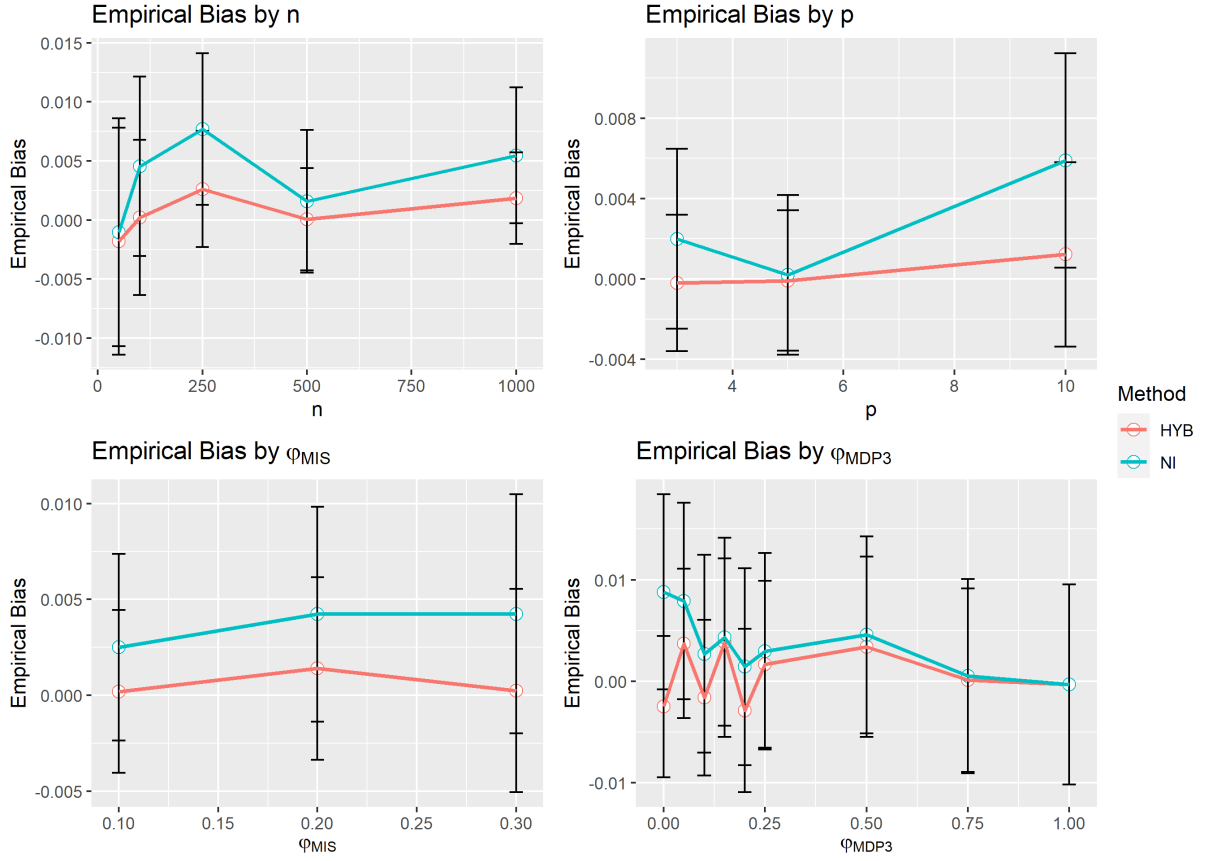 Empirical Bias by n
Empirical Bias
0.015
0.010
0.005
0.000
-0.005
-0.010
0 250 500 750 1000
n
Empirical Bias by p
Empirical Bias
0.008
0.004
0.000
-0.004
4 6 8 10
p
Empirical Bias by φMIS
Empirical Bias
0.010
0.005
0.000
-0.005
0.10 0.15 0.20 0.25 0.30
φMIS
Empirical Bias by φMDP3
Empirical Bias
0.01
0.00
-0.01
0.00 0.25 0.50 0.75 1.00
φMDP3
Method
HYB
NI